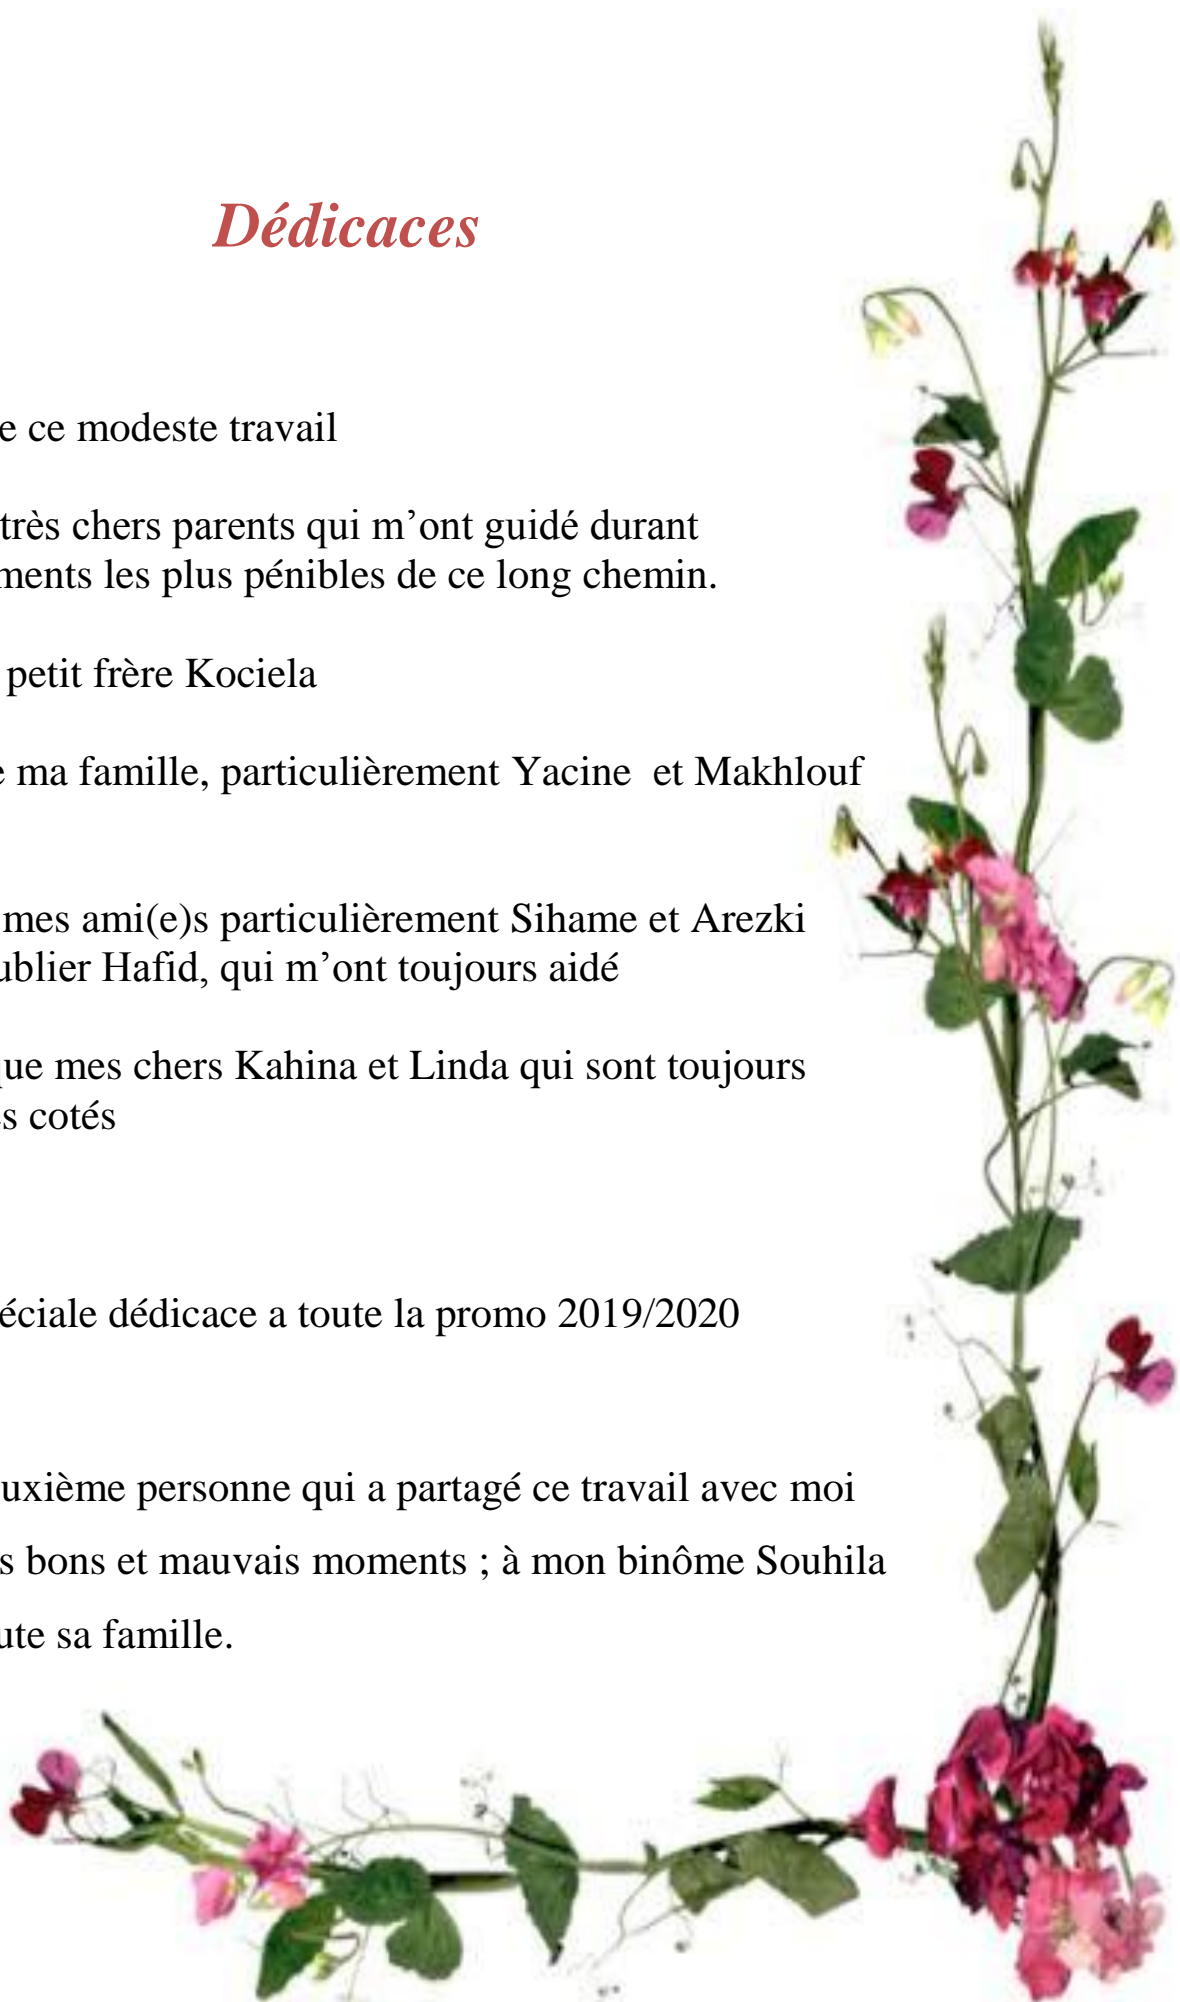 Dédicaces
e ce modeste travail
très chers parents qui m’ont guidé durant
ments les plus pénibles de ce long chemin.
petit frère Kociela
e ma famille, particulièrement Yacine et Makhlouf
mes ami(e)s particulièrement Sihame et Arezki
ublier Hafid, qui m’ont toujours aidé
que mes chers Kahina et Linda qui sont toujours
es cotés
éciale dédicace a toute la promo 2019/2020
uxième personne qui a partagé ce travail avec moi
s bons et mauvais moments ; à mon binôme Souhila
ute sa famille.